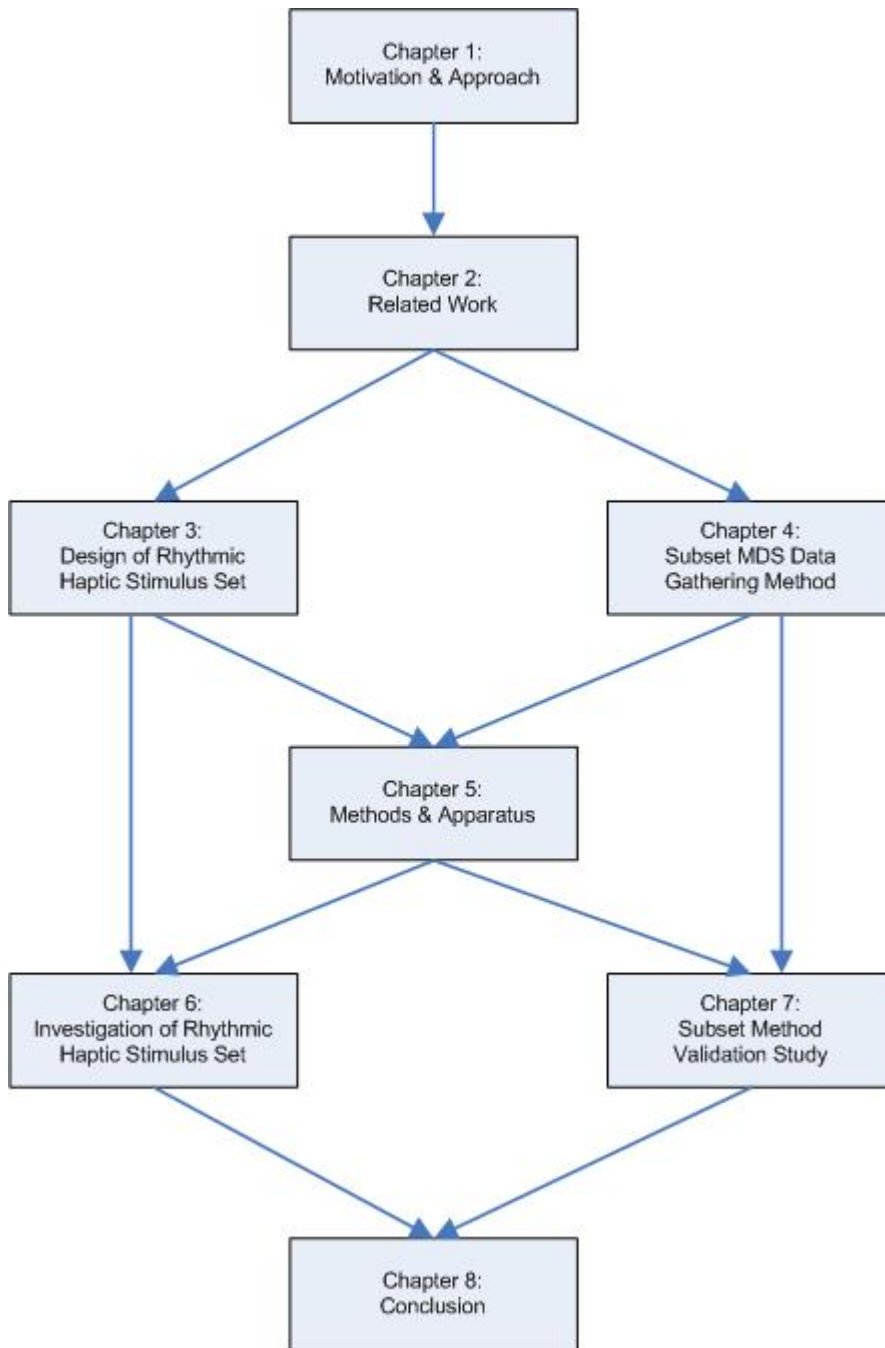 Chapter 1:
Motivation & Approach
Chapter 2:
Related Work
Chapter 3:
Design of Rhythmic
Haptic Stimulus Set
Chapter 4:
Subset MDS Data
Gathering Method
Chapter 5:
Methods & Apparatus
Chapter 6:
Investigation of Rhythmic
Haptic Stimulus Set
Chapter 7:
Subset Method
Validation Study
Chapter 8:
Conclusion